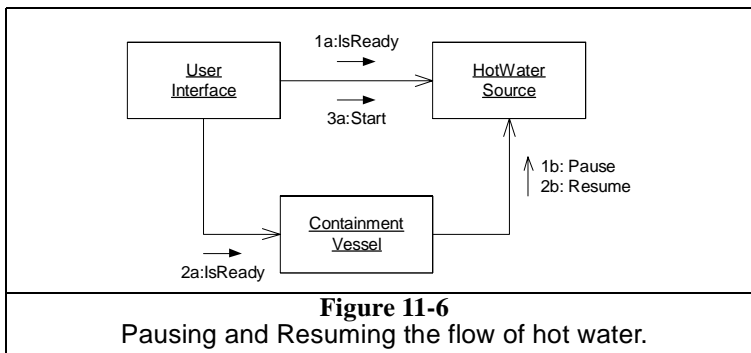 1a:IsReady
User
Interface
HotWater
Source
3a:Start
1b: Pause
2b: Resume
Containment
Vessel
2a:IsReady
Figure 11-6
Pausing and Resuming the flow of hot water.